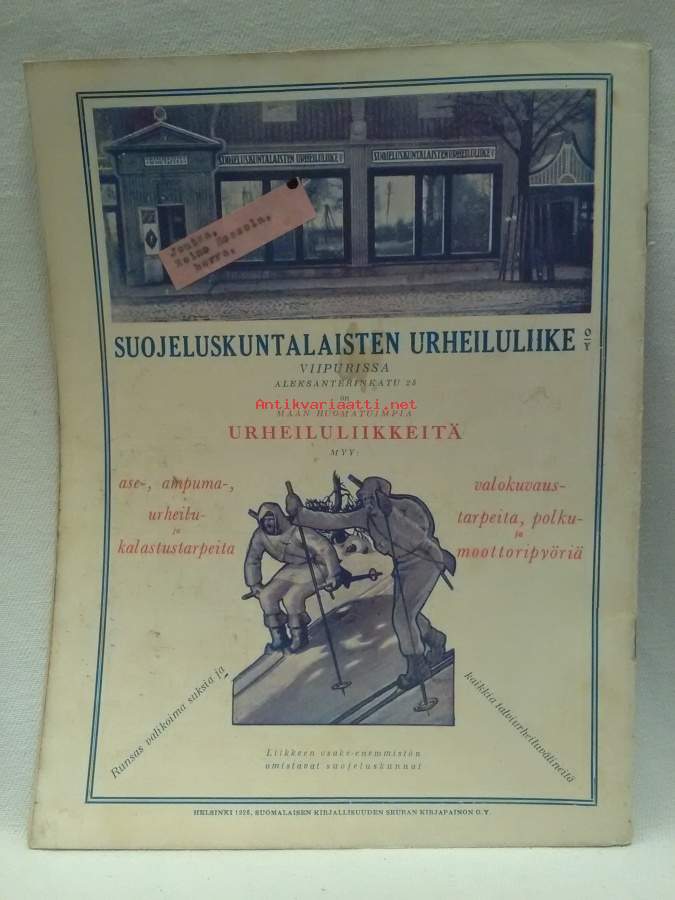 SUOJELUSKUNTALAISTEN URHEILULIIKE O/Y
SUOJELUSKUNTALAISTEN URHEILULIIKE O/Y
herra.
SUOJELUSKUNTALAISTEN URHEILULIIKE O/Y
VIIPURISSA
ALEKSANTERINKATU 25
on
Antikvariaatti.net
MAAN HUOMATUIMPIA
URHEILULIIKKEITÄ
MYY:
ase-, ampuma-,
urheilu-
ja
kalastustarpeita
valokuvaus-
tarpeita, polku-
ja
moottoripyöriä
Runsas valikoima suksia ja
kaikkia talviurheiluvälineitä
Liikkeen osake-enemmistön
omistavat suojeluskunnat
HELSINKI 1926, SUOMALAISEN KIRJALLISUUDEN SEURAN KIRJAPAINON O.Y.